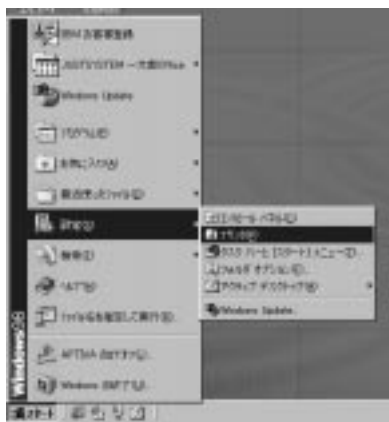 IBM お客様登録
JUSTSYSTEM 一太郎Office
Windows Update
プログラム(P)
お気に入り(A)
最近使ったファイル(D)
設定(S)
検索(F)
ヘルプ(H)
ファイル名を指定して実行(R)...
Windows の終了(U)...
コントロール パネル(C)
プリンタ(P)
タスク バーと [スタート] メニュー(T)...
フォルダ オプション(F)...
アクティブ デスクトップ(A)
Windows Update...
Windows98
スタート